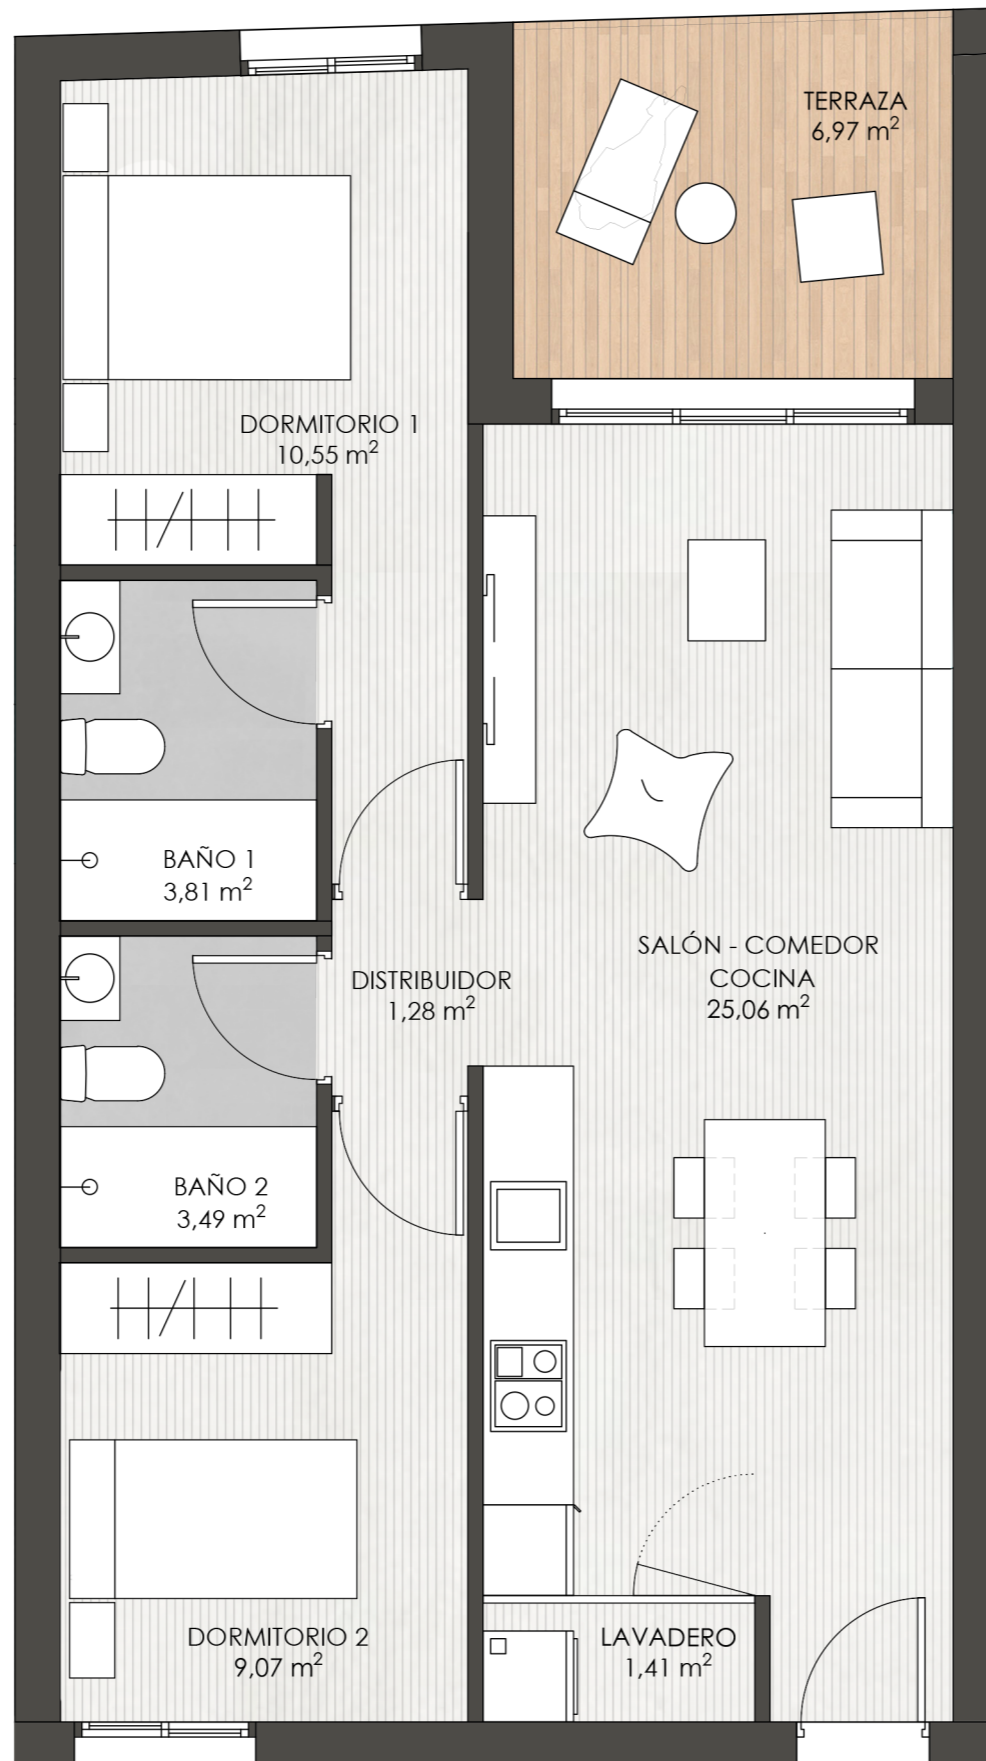 TERRAZA
6,97 m²
DORMITORIO 1
10,55 m²
BAÑO 1
3,81 m²
SALÓN - COMEDOR
COCINA
25,06 m²
DISTRIBUIDOR
1,28 m²
BAÑO 2
3,49 m²
DORMITORIO 2
9,07 m²
LAVADERO
1,41 m²